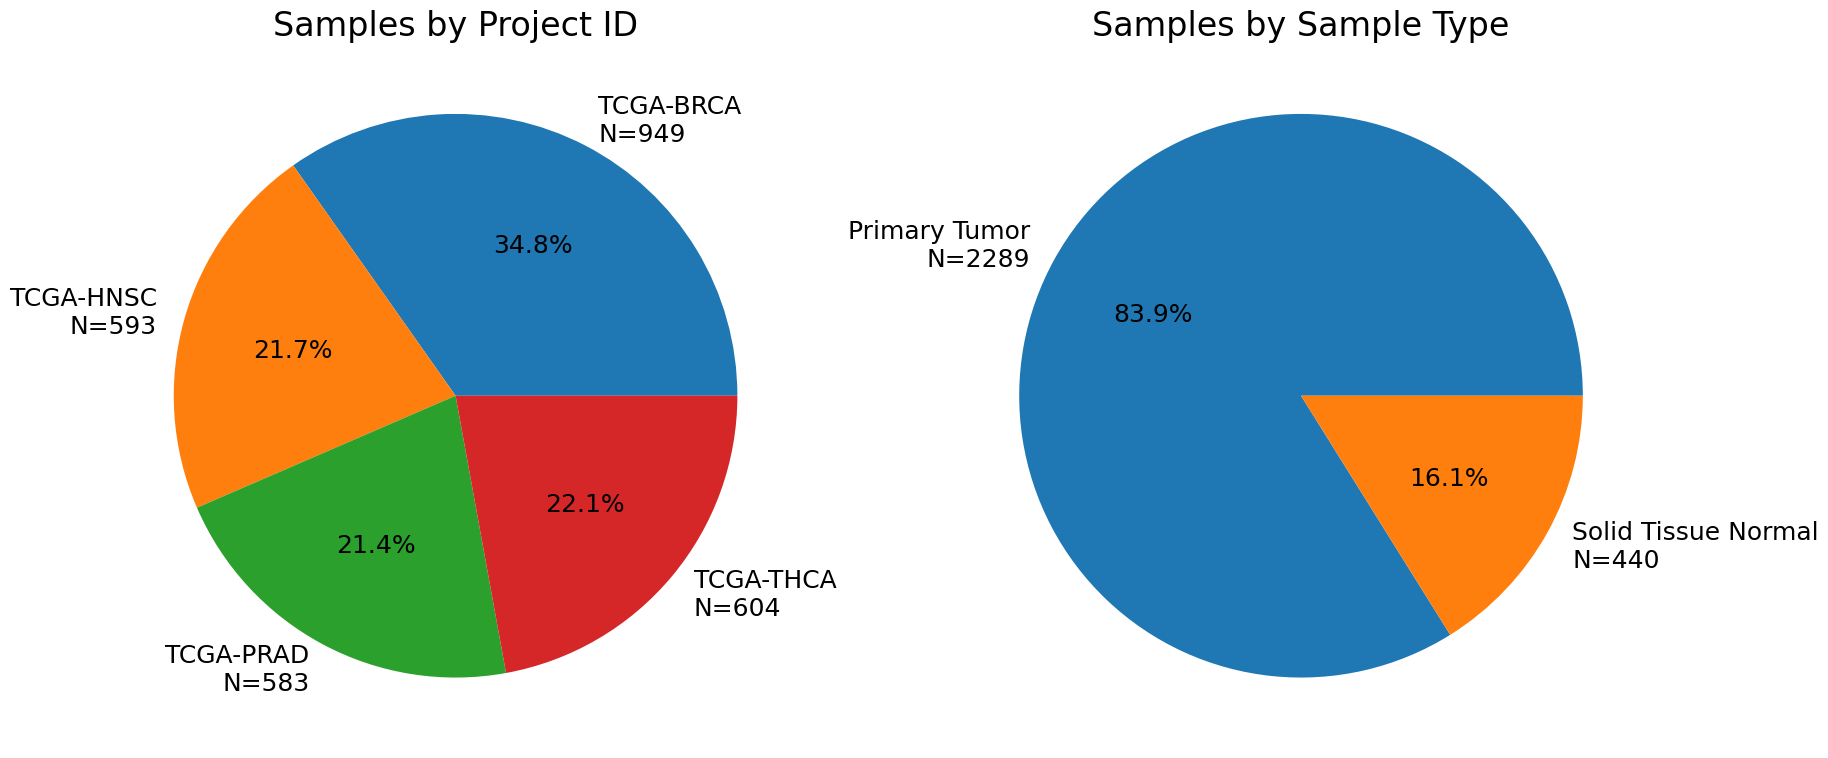 Samples by Project ID
TCGA-BRCA
N=949
34.8%
TCGA-HNSC
N=593
21.7%
21.4%
TCGA-PRAD
N=583
22.1%
TCGA-THCA
N=604
Samples by Sample Type
Primary Tumor
N=2289
83.9%
16.1%
Solid Tissue Normal
N=440